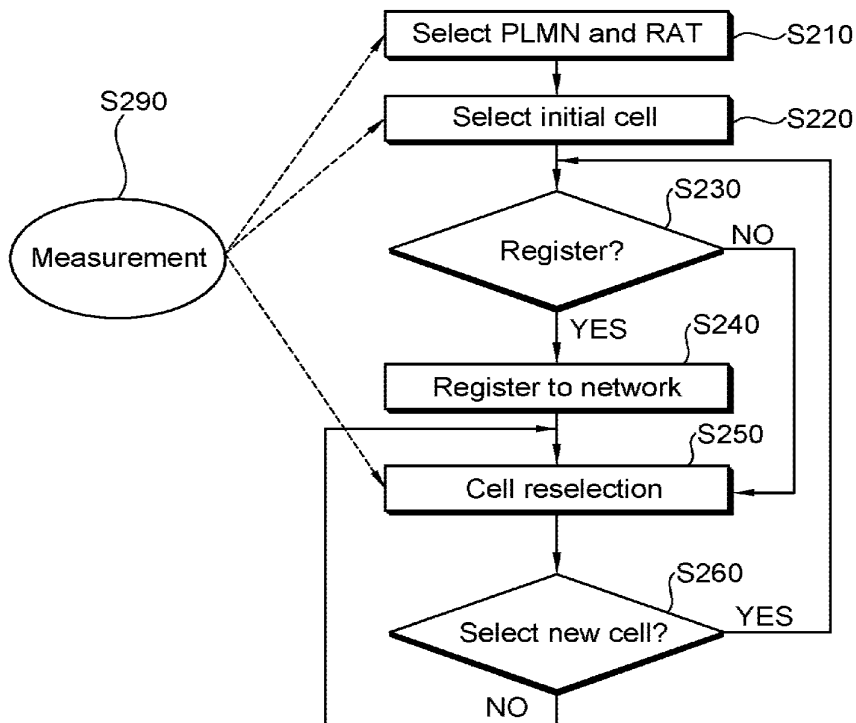 Select PLMN and RAT
S210
S290
Select initial cell
S220
S230
Register?
NO
Measurement
YES
S240
Register to network
S250
Cell reselection
S260
Select new cell?
YES
NO